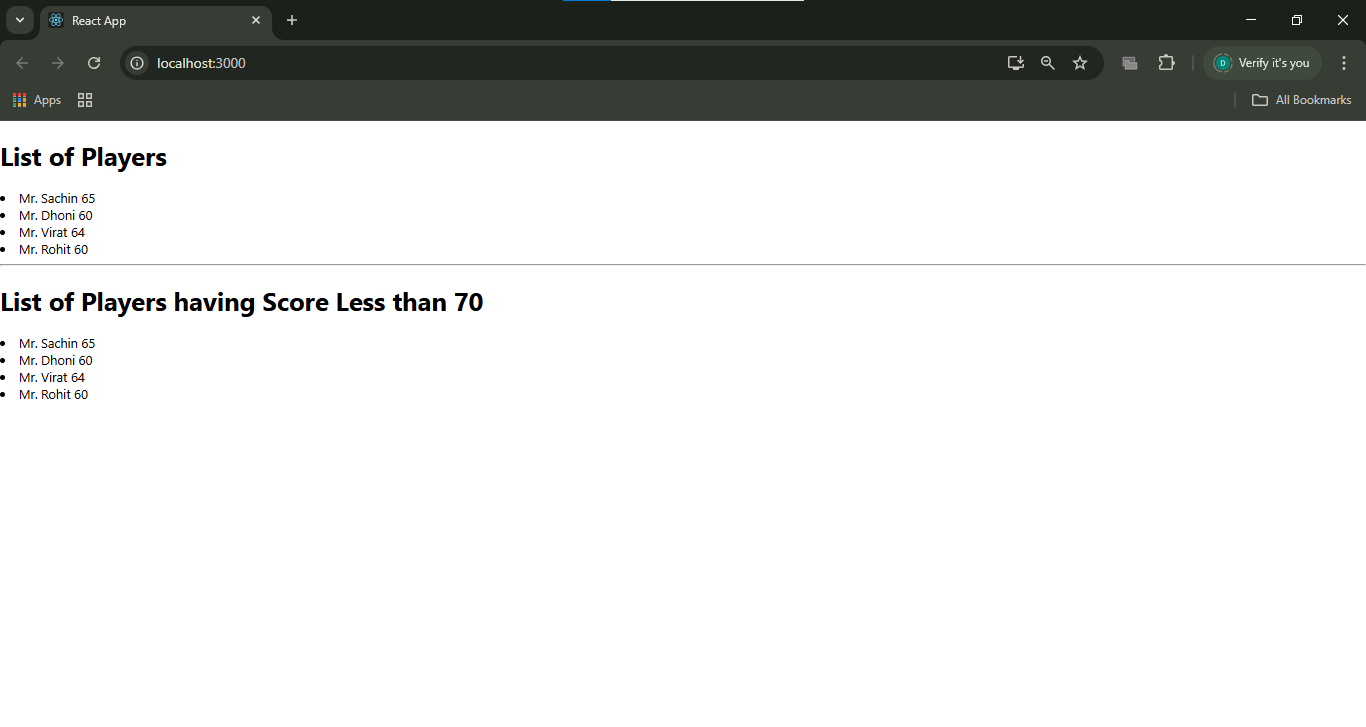 React App
localhost:3000
D
Verify it's you
Apps
All Bookmarks
List of Players
Mr. Sachin 65
Mr. Dhoni 60
Mr. Virat 64
Mr. Rohit 60
List of Players having Score Less than 70
Mr. Sachin 65
Mr. Dhoni 60
Mr. Virat 64
Mr. Rohit 60